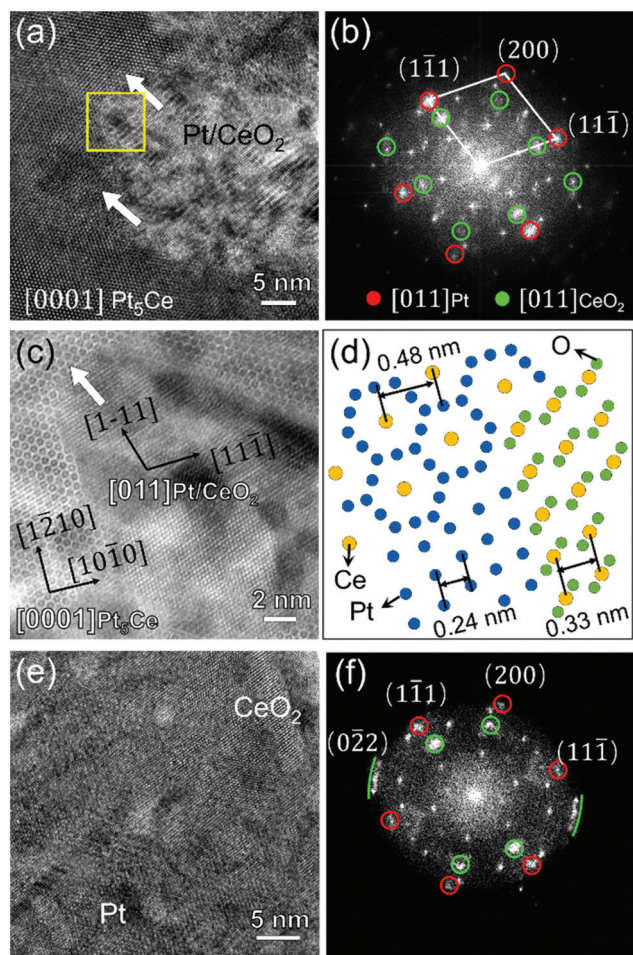 (a)
Pt/CeO₂
[0001] Pt₅Ce
5 nm
(b)
(200)
(11̅1)
(111̅)
[011]Pt
[011]CeO₂
(c)
[1-11]
[111̅]
[011]Pt/CeO₂
[12̅10]
[101̅0]
[0001]Pt₅Ce
2 nm
(d)
0.48 nm
O
Ce
Pt
0.24 nm
0.33 nm
(e)
CeO₂
Pt
5 nm
(f)
(200)
(11̅1)
(02̅2)
(111̅)